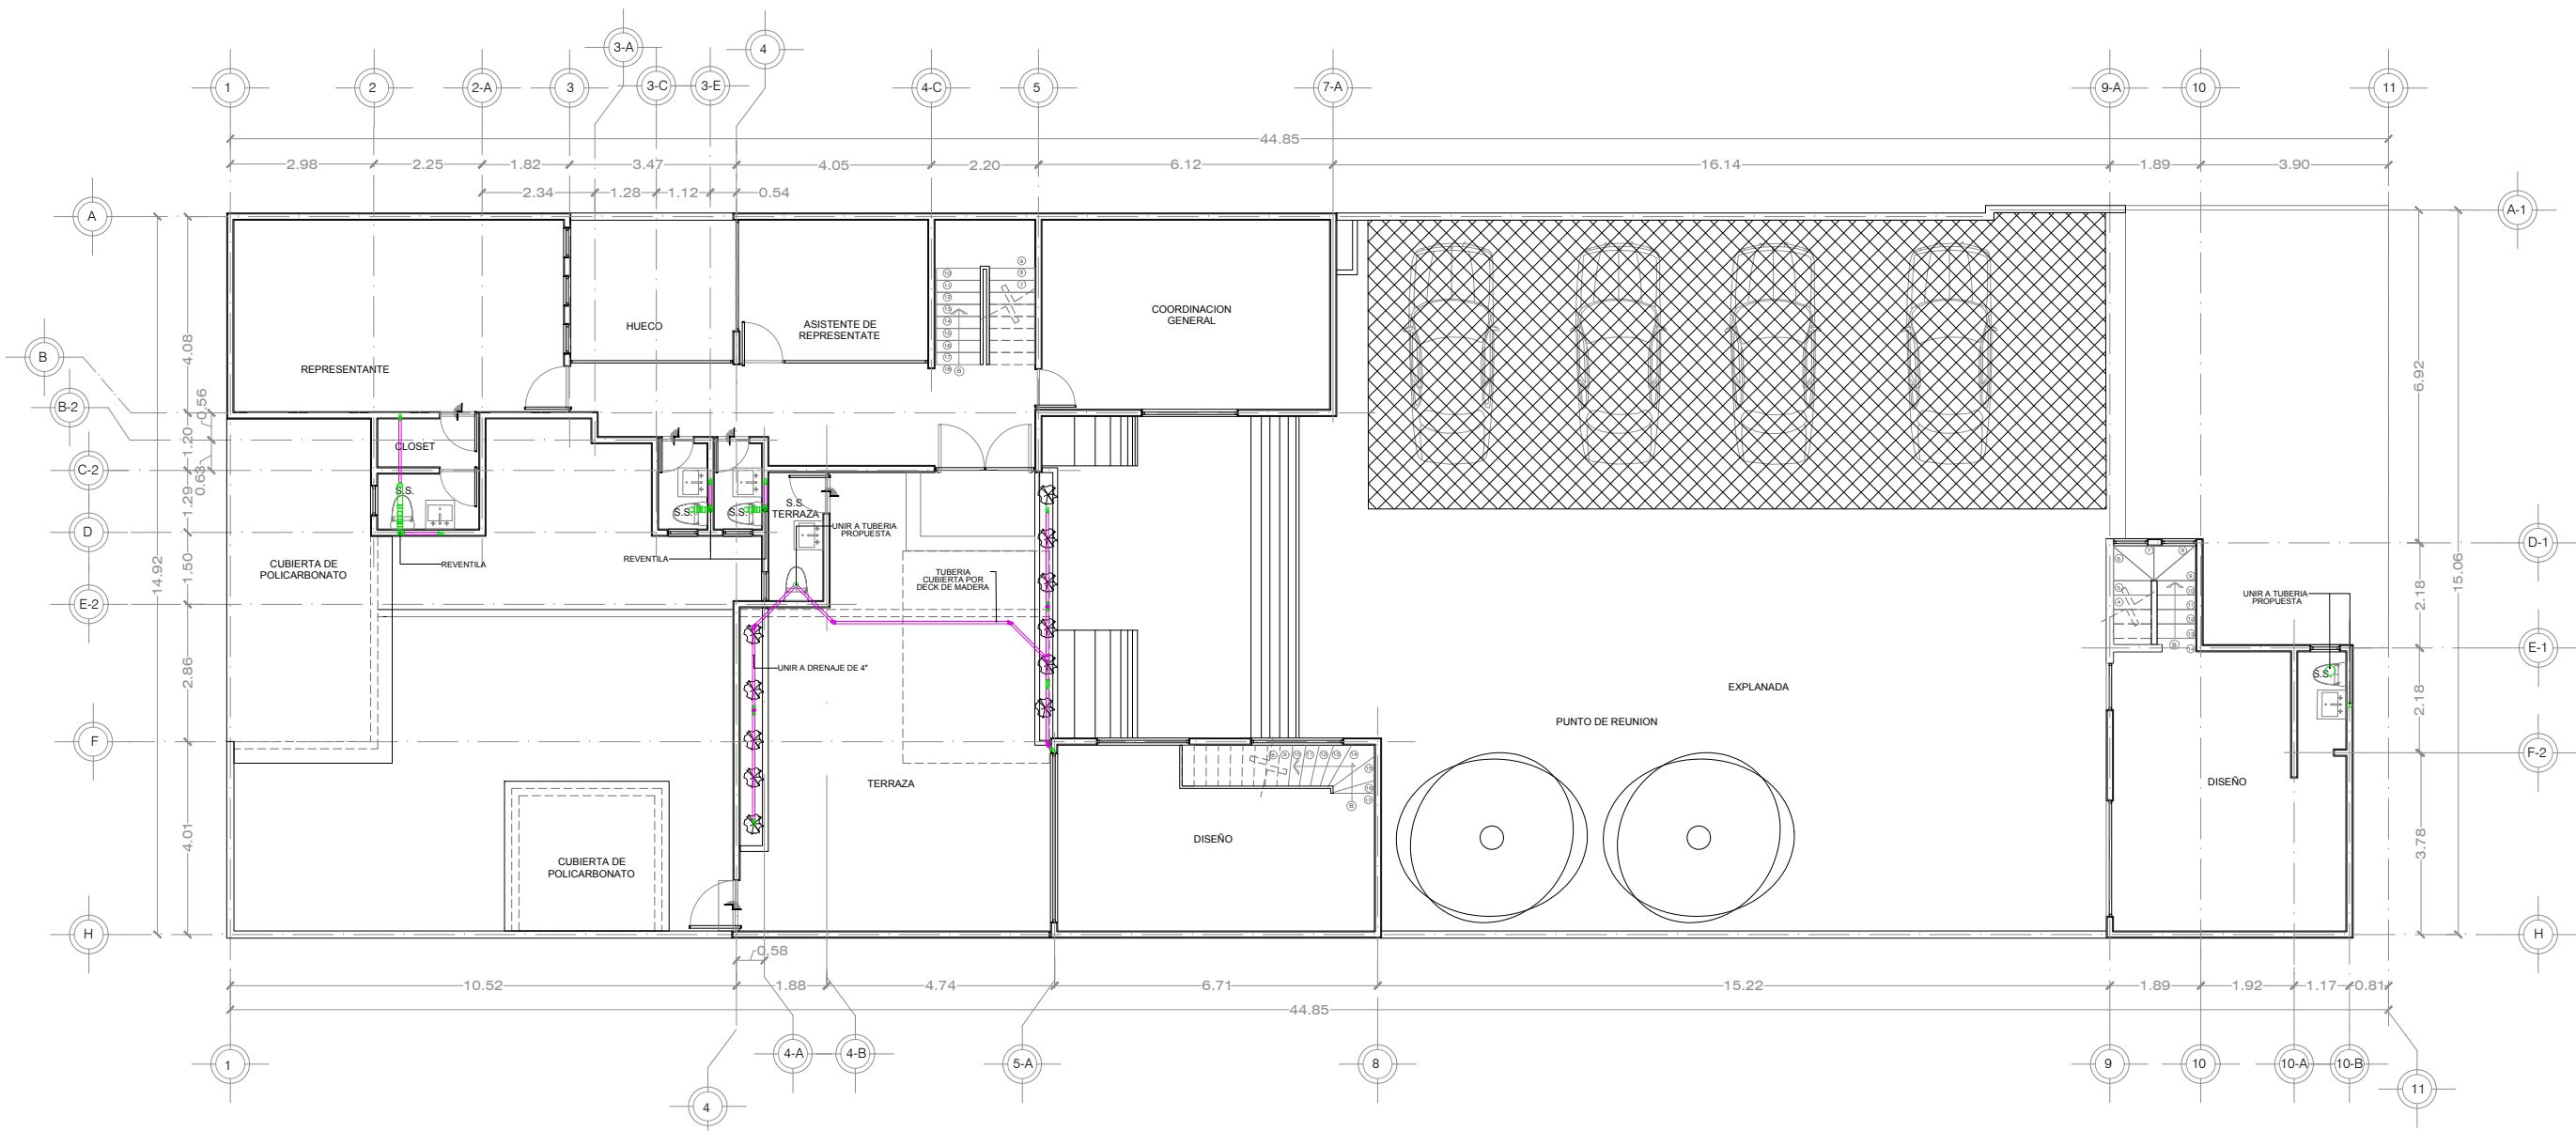 3-A
4
1
2
2-A
3
3-C
3-E
4-C
5
7-A
9-A
10
11
44.85
2.98
2.25
1.82
3.47
4.05
2.20
6.12
16.14
1.89
3.90
2.34
1.28
1.12
0.54
A
A-1
B
B-2
C-2
D
E-2
F
H
14.92
4.08
0.56
1.20
0.63
1.29
1.50
2.86
4.01
REPRESENTANTE
HUECO
ASISTENTE DE
REPRESENTATE
COORDINACION
GENERAL
CLOSET
S.S.
S.S.
S.S.
S.S.
TERRAZA
UNIR A TUBERIA
PROPUESTA
REVENTILA
REVENTILA
CUBIERTA DE
POLICARBONATO
TUBERIA
CUBIERTA POR
DECK DE MADERA
UNIR A DRENAJE DE 4"
TERRAZA
CUBIERTA DE
POLICARBONATO
DISEÑO
EXPLANADA
PUNTO DE REUNION
UNIR A TUBERIA
PROPUESTA
S.S.
DISEÑO
6.92
15.06
2.18
2.18
3.78
D-1
E-1
F-2
H
0.58
10.52
1.88
4.74
6.71
15.22
1.89
1.92
1.17
0.81
44.85
1
4
4-A
4-B
5-A
8
9
10
10-A
10-B
11